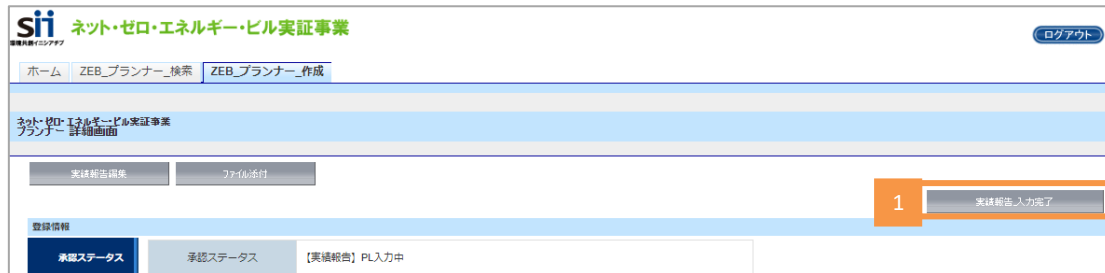 Sii ネット・ゼロ・エネルギー・ビル実証事業
環境共創イニシアチブ
ログアウト
ホーム ZEB_プランナー_検索 ZEB_プランナー_作成
ネット・ゼロ・エネルギー・ビル実証事業
プランナー 詳細画面
実績報告編集 ファイル添付
1 実績報告_入力完了
登録情報
承認ステータス 承認ステータス 【実績報告】PL入力中